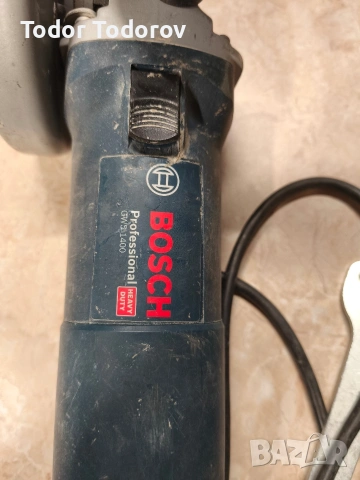 Todor Todorov
BOSCH
Professional
GWS 1400
HEAVY
DUTY
BAZAR